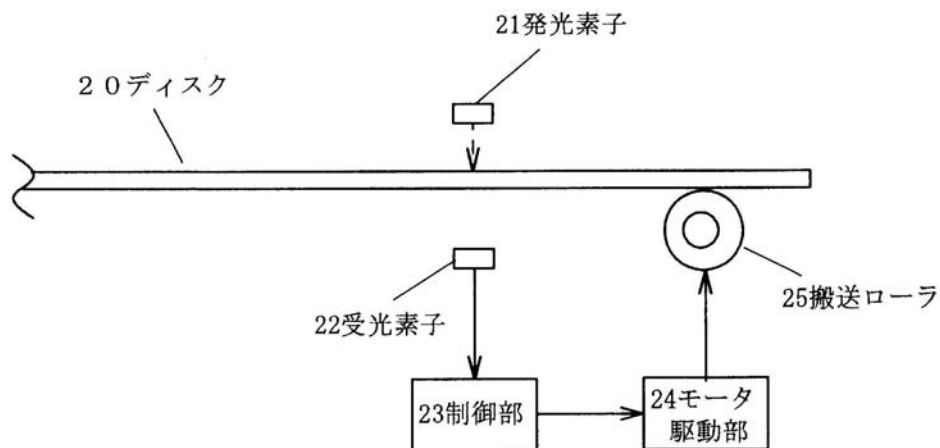 21発光素子
20ディスク
22受光素子
25搬送ローラ
23制御部
24モータ
駆動部